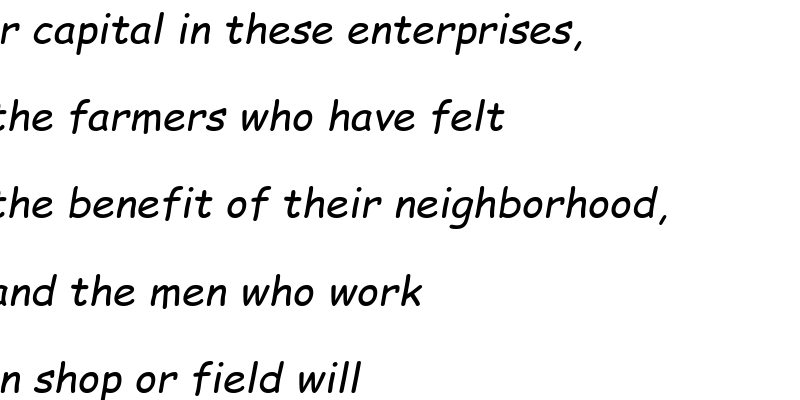 r capital in these enterprises,
the farmers who have felt
the benefit of their neighborhood,
and the men who work
n shop or field will